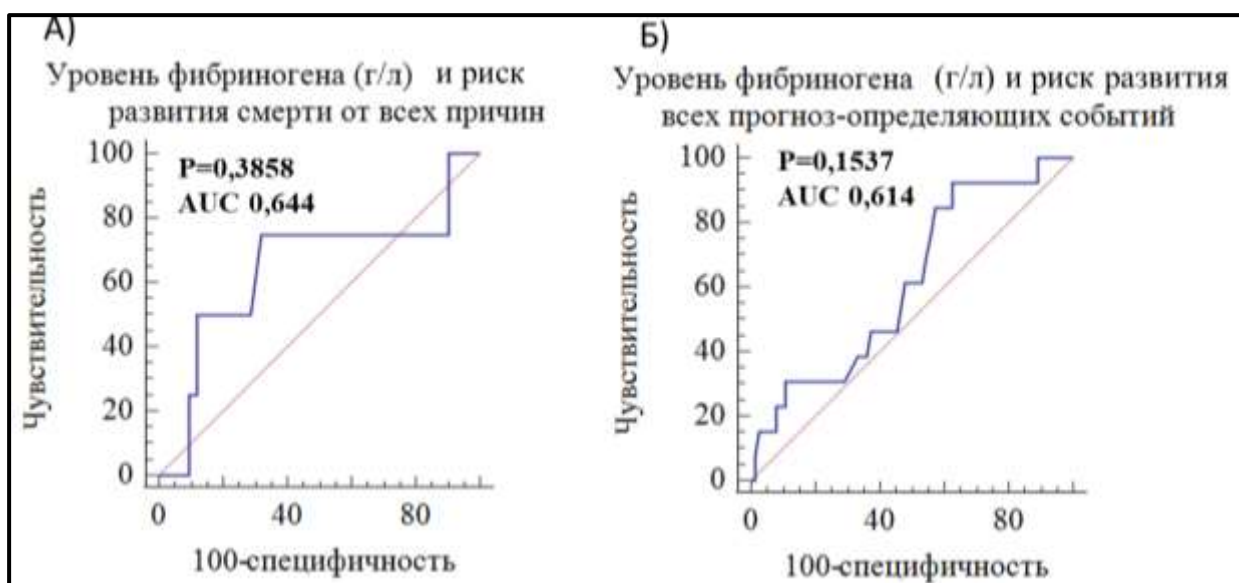 А)
Уровень фибриногена (г/л) и риск
развития смерти от всех причин
100
80
60
40
20
0
P=0,3858
AUC 0,644
Чувствительность
0 40 80
100-специфичность
Б)
Уровень фибриногена (г/л) и риск развития
всех прогноз-определяющих событий
100
80
60
40
20
0
P=0,1537
AUC 0,614
Чувствительность
0 40 80
100-специфичность